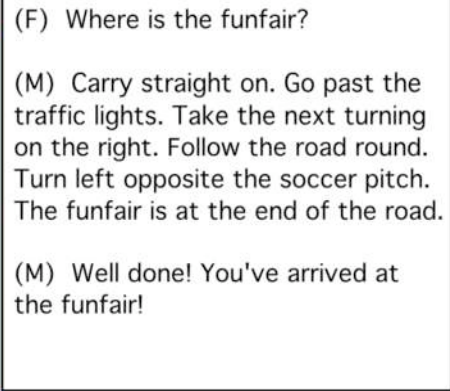 (F) Where is the funfair?
(M) Carry straight on. Go past the
traffic lights. Take the next turning
on the right. Follow the road round.
Turn left opposite the soccer pitch.
The funfair is at the end of the road.
(M) Well done! You've arrived at
the funfair!